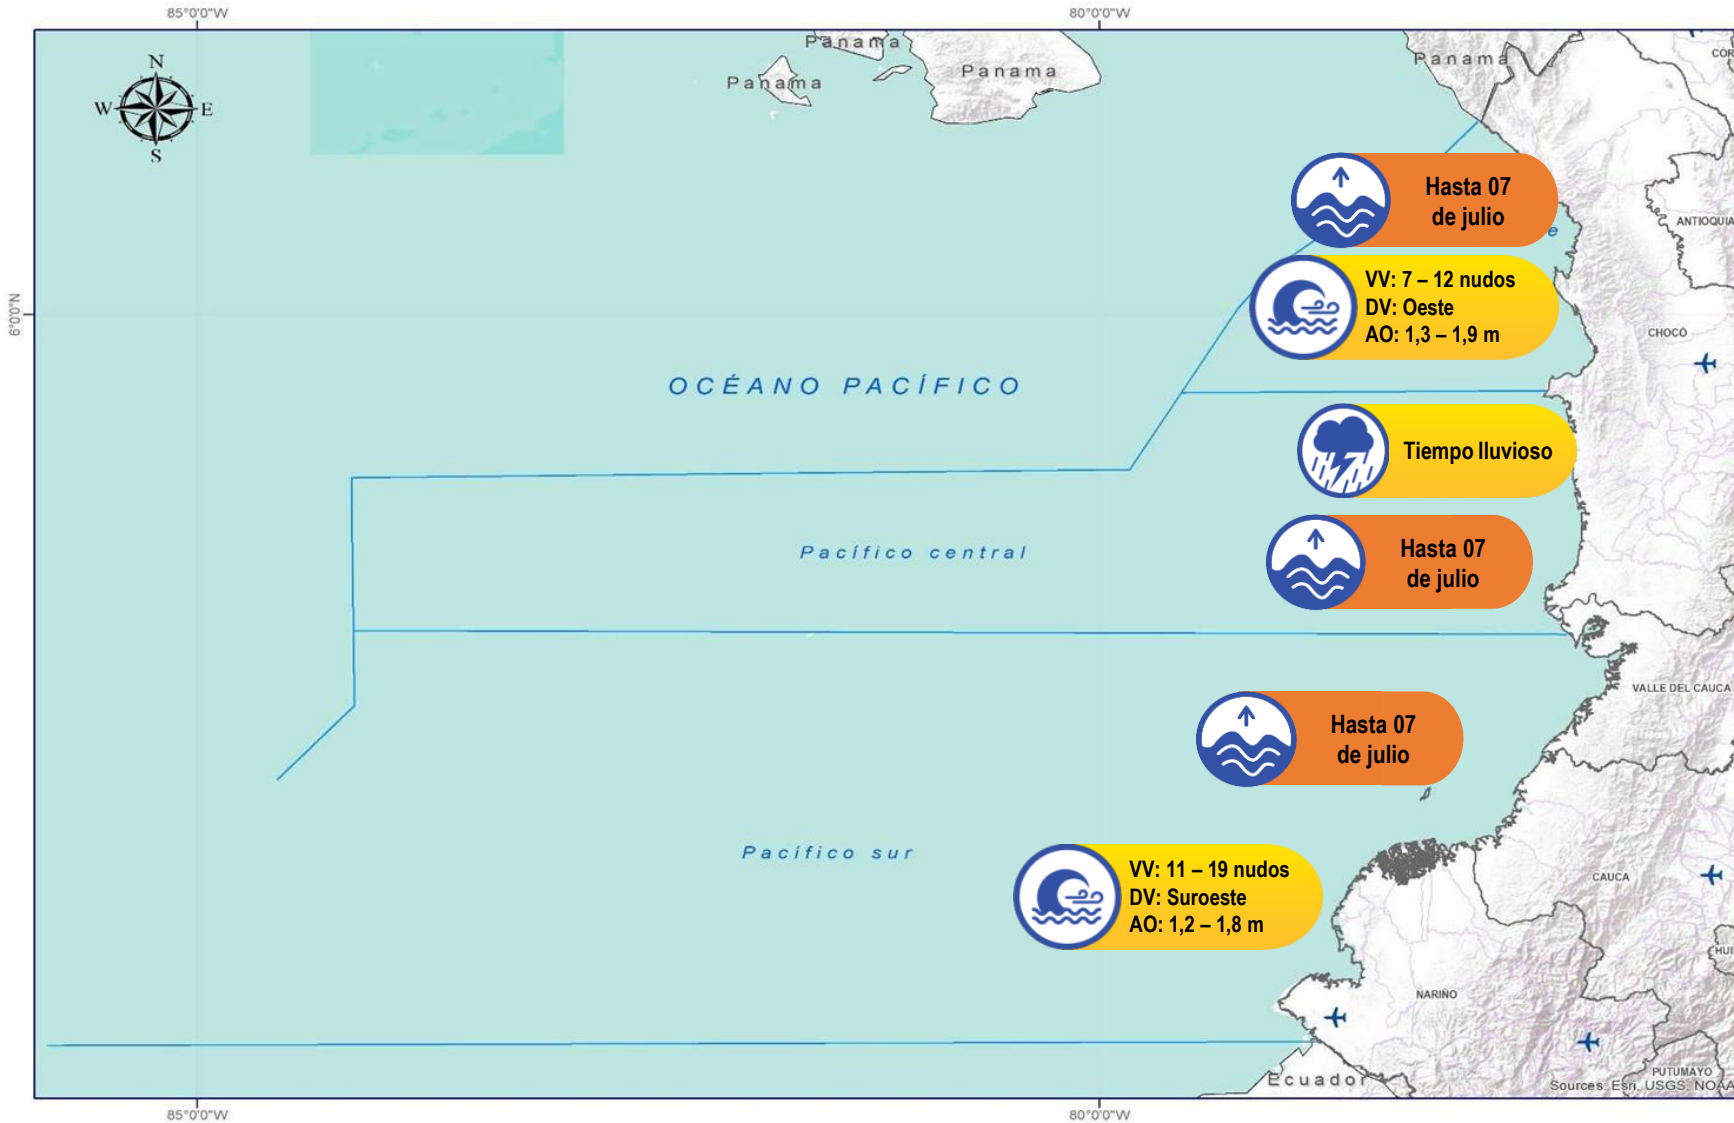 85°0'0"W
80°0'0"W
N
W
E
S
Panama
Panama
Panama
Panama
Hasta 07
de julio
ANTIOQUIA
e
VV: 7 – 12 nudos
DV: Oeste
AO: 1,3 – 1,9 m
6°0'0"N
CHOCÓ
OCÉANO PACÍFICO
Tiempo lluvioso
Pacífico central
Hasta 07
de julio
VALLE DEL CAUCA
Hasta 07
de julio
Pacífico sur
VV: 11 – 19 nudos
DV: Suroeste
AO: 1,2 – 1,8 m
CAUCA
HUI
NARIÑO
PUTUMAYO
Ecuador
Sources: Esri, USGS, NOAA
85°0'0"W
80°0'0"W